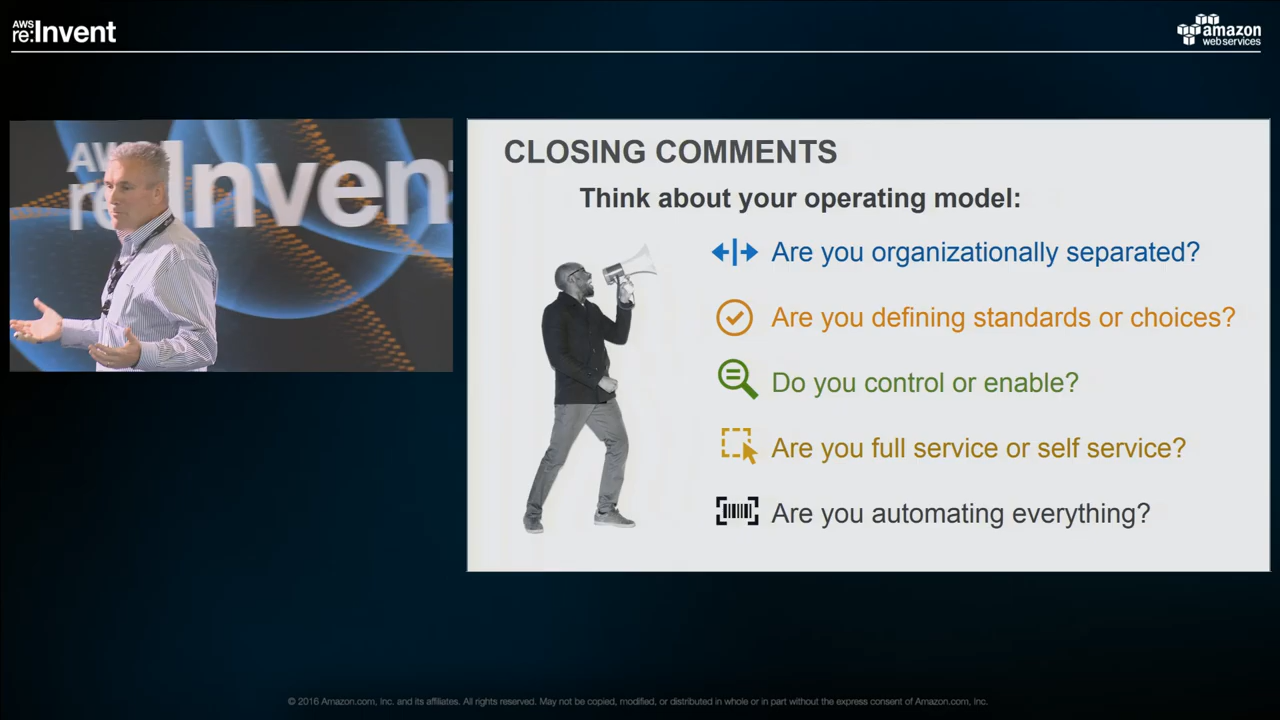 AWS
re:Invent
amazon
webservices
AWS
re:Invent
CLOSING COMMENTS
Think about your operating model:
Are you organizationally separated?
Are you defining standards or choices?
Do you control or enable?
Are you full service or self service?
Are you automating everything?
© 2016 Amazon.com, Inc. and its affiliates. All rights reserved. May not be copied, modified, or distributed in whole or in part without the express consent of Amazon.com, Inc.